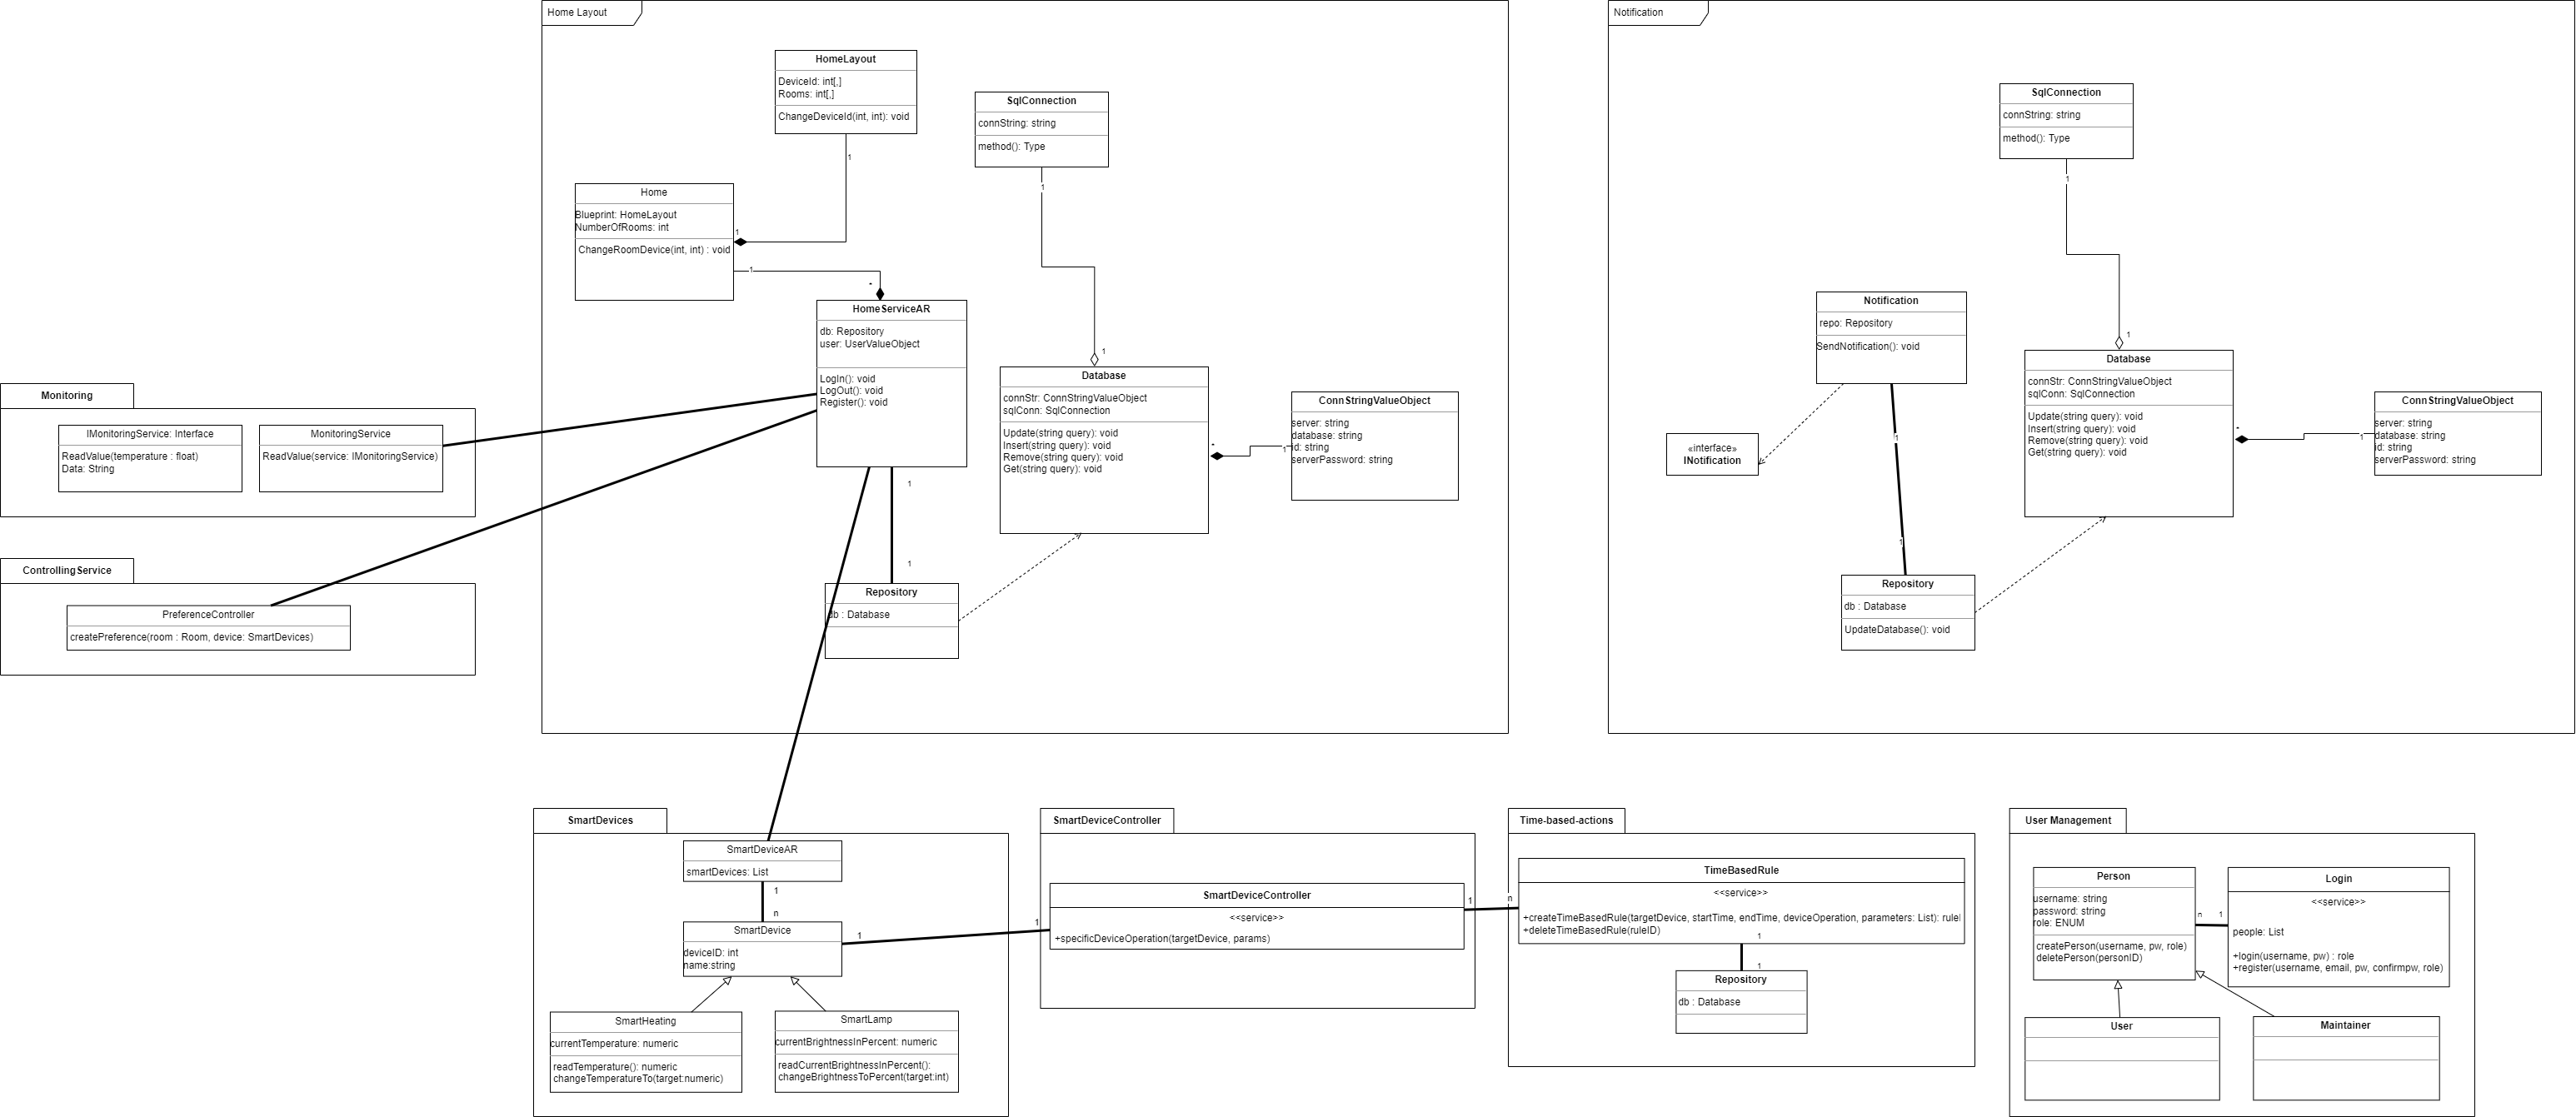 Home Layout
HomeLayout
DeviceId: int[,]
Rooms: int[,]
ChangeDeviceId(int, int): void
1
SqlConnection
connString: string
method(): Type
1
Home
Blueprint: HomeLayout
NumberOfRooms: int
ChangeRoomDevice(int, int) : void
1
1
*
HomeServiceAR
db: Repository
user: UserValueObject
LogIn(): void
LogOut(): void
Register(): void
1
1
1
Database
connStr: ConnStringValueObject
sqlConn: SqlConnection
Update(string query): void
Insert(string query): void
Remove(string query): void
Get(string query): void
*
1
ConnStringValueObject
server: string
database: string
id: string
serverPassword: string
Repository
db : Database
Notification
SqlConnection
connString: string
method(): Type
1
Notification
repo: Repository
SendNotification(): void
«interface»
INotification
1
1
1
Database
connStr: ConnStringValueObject
sqlConn: SqlConnection
Update(string query): void
Insert(string query): void
Remove(string query): void
Get(string query): void
*
1
ConnStringValueObject
server: string
database: string
id: string
serverPassword: string
Repository
db : Database
UpdateDatabase(): void
Monitoring
IMonitoringService: Interface
ReadValue(temperature : float)
Data: String
MonitoringService
ReadValue(service: IMonitoringService)
ControllingService
PreferenceController
createPreference(room : Room, device: SmartDevices)
SmartDevices
SmartDeviceAR
smartDevices: List
1
n
SmartDevice
deviceID: int
name:string
1
SmartHeating
currentTemperature: numeric
readTemperature(): numeric
changeTemperatureTo(target:numeric)
SmartLamp
currentBrightnessInPercent: numeric
readCurrentBrightnessInPercent():
changeBrightnessToPercent(target:int)
SmartDeviceController
1
SmartDeviceController
<<service>>
+specificDeviceOperation(targetDevice, params)
1
Time-based-actions
n
TimeBasedRule
<<service>>
+createTimeBasedRule(targetDevice, startTime, endTime, deviceOperation, parameters: List): ruleI
+deleteTimeBasedRule(ruleID)
1
1
Repository
db : Database
User Management
Person
username: string
password: string
role: ENUM
createPerson(username, pw, role)
deletePerson(personID)
n
1
Login
<<service>>
people: List
+login(username, pw) : role
+register(username, email, pw, confirmpw, role)
User
Maintainer